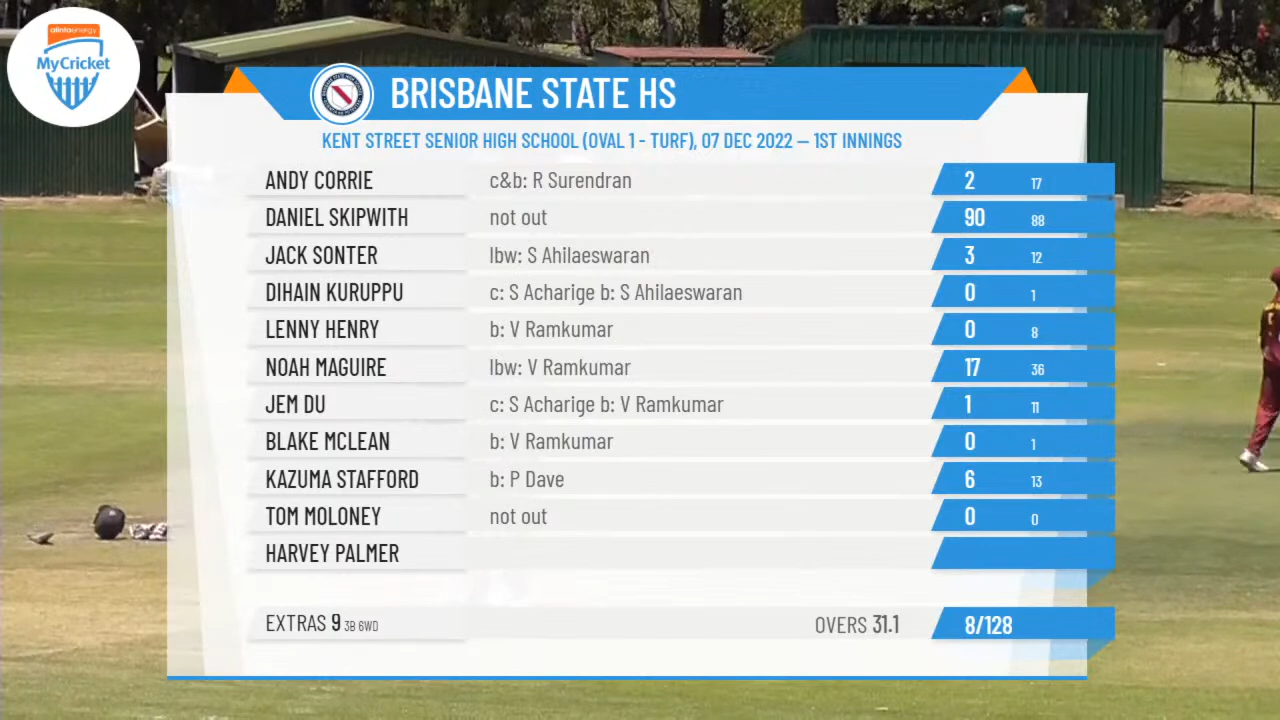 alintaenergy
MyCricket
BRISBANE STATE HS
KENT STREET SENIOR HIGH SCHOOL (OVAL 1 - TURF), 07 DEC 2022 – 1ST INNINGS
ANDY CORRIE c&b: R Surendran 2 17
DANIEL SKIPWITH not out 90 88
JACK SONTER lbw: S Ahilaeswaran 3 12
DIHAIN KURUPPU c: S Acharige b: S Ahilaeswaran 0 1
LENNY HENRY b: V Ramkumar 0 8
NOAH MAGUIRE lbw: V Ramkumar 17 36
JEM DU c: S Acharige b: V Ramkumar 1 11
BLAKE MCLEAN b: V Ramkumar 0 1
KAZUMA STAFFORD b: P Dave 6 13
TOM MOLONEY not out 0 0
HARVEY PALMER
EXTRAS 9 3B 6WD OVERS 31.1 8/128